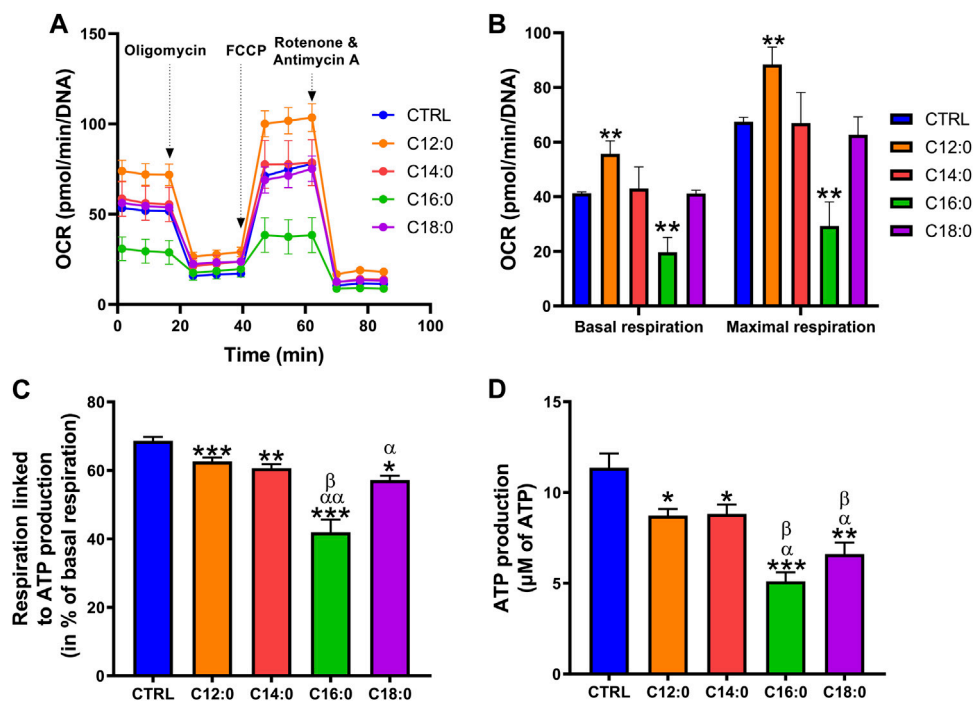 A
OCR (pmol/min/DNA)
150
100
50
0
0
20
40
60
80
100
Time (min)
Oligomycin
FCCP
Rotenone &
Antimycin A
CTRL
C12:0
C14:0
C16:0
C18:0
B
OCR (pmol/min/DNA)
100
80
60
40
20
0
**
**
**
**
Basal respiration
Maximal respiration
CTRL
C12:0
C14:0
C16:0
C18:0
C
Respiration linked
to ATP production
(in % of basal respiration)
80
60
40
20
0
***
**
β
αα
***
α
*
CTRL
C12:0
C14:0
C16:0
C18:0
D
ATP production
(µM of ATP)
15
10
5
0
*
*
β
α
***
β
α
**
CTRL
C12:0
C14:0
C16:0
C18:0